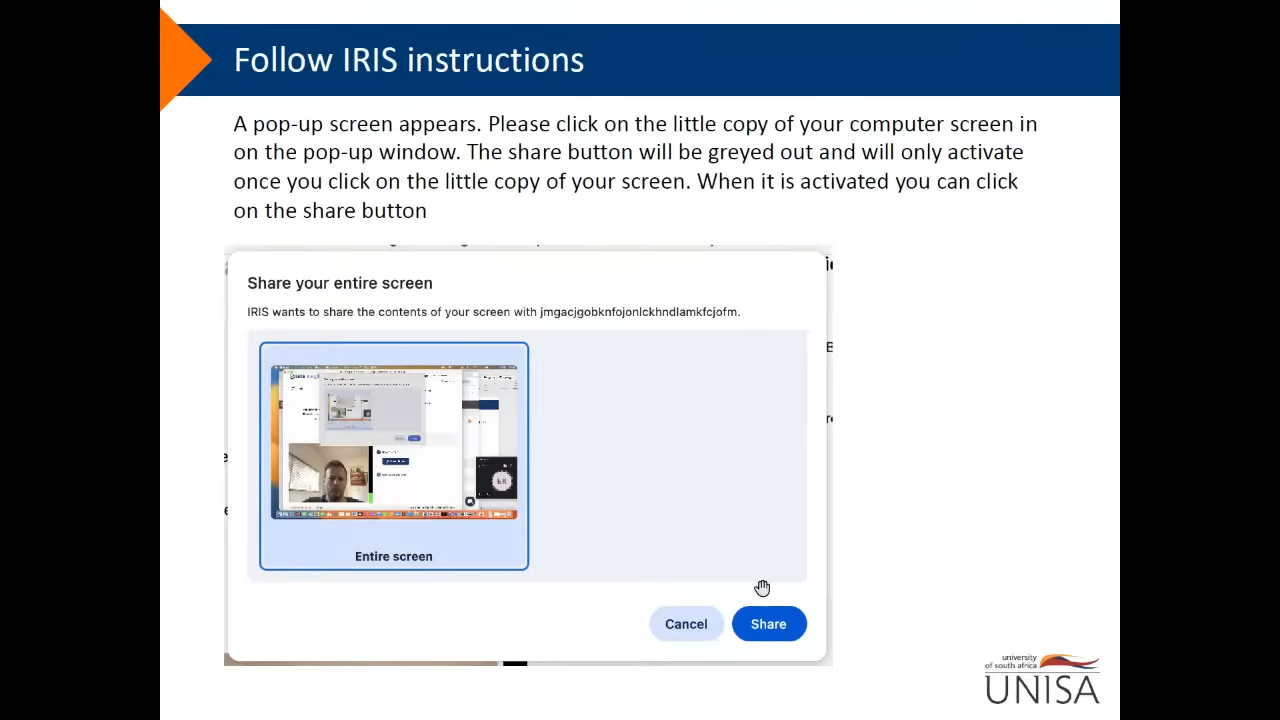 Follow IRIS instructions
A pop-up screen appears. Please click on the little copy of your computer screen in
on the pop-up window. The share button will be greyed out and will only activate
once you click on the little copy of your screen. When it is activated you can click
on the share button
Share your entire screen
IRIS wants to share the contents of your screen with jmgacjgobknfojonlckhndlamkfcjofm.
Entire screen
Cancel
Share
university
of south africa
UNISA